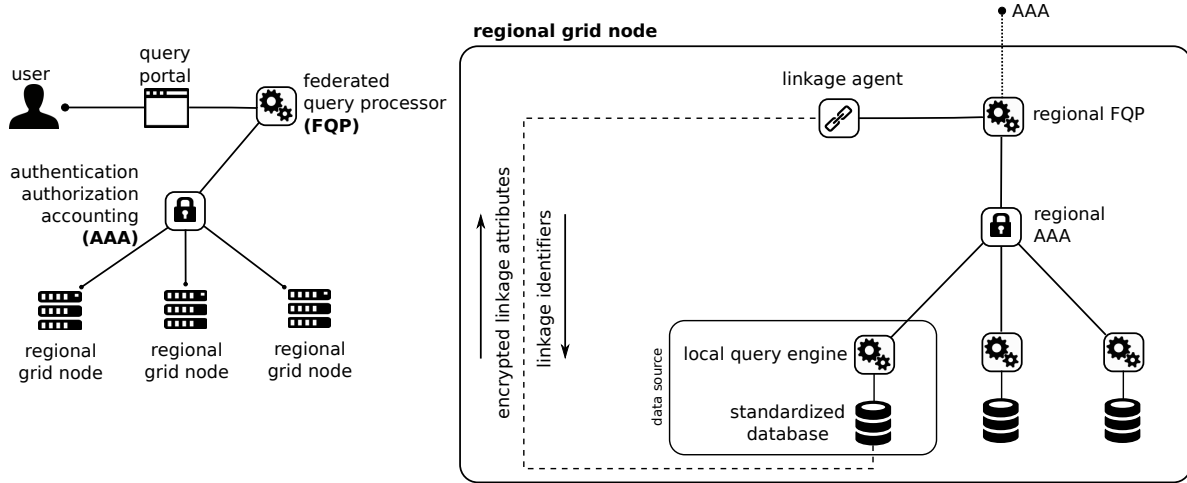 user
query
portal
federated
query processor
(FQP)
authentication
authorization
accounting
(AAA)
regional
grid node
regional
grid node
regional
grid node
regional grid node
AAA
linkage agent
regional FQP
regional
AAA
encrypted linkage attributes
linkage identifiers
data source
local query engine
standardized
database